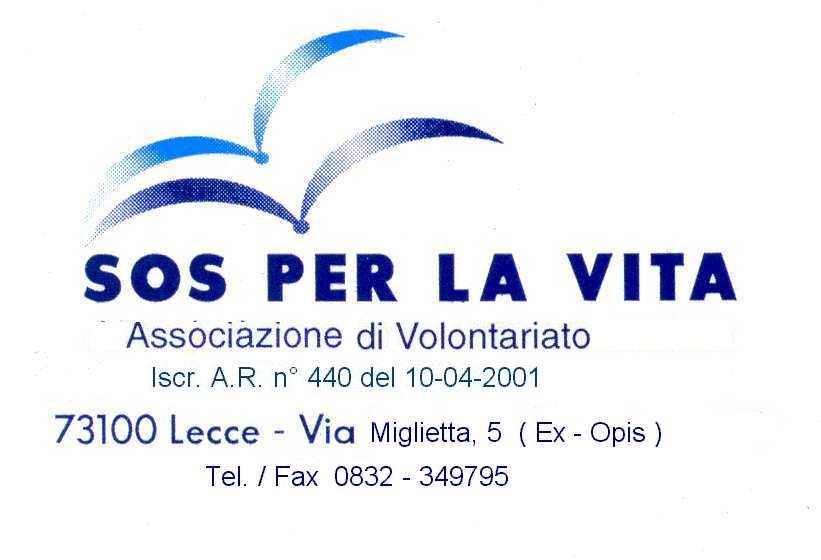 SOS PER LA VITA
Associazione di Volontariato
Iscr. A.R. n° 440 del 10-04-2001
73100 Lecce - Via Miglietta, 5 ( Ex - Opis )
Tel. / Fax 0832 - 349795